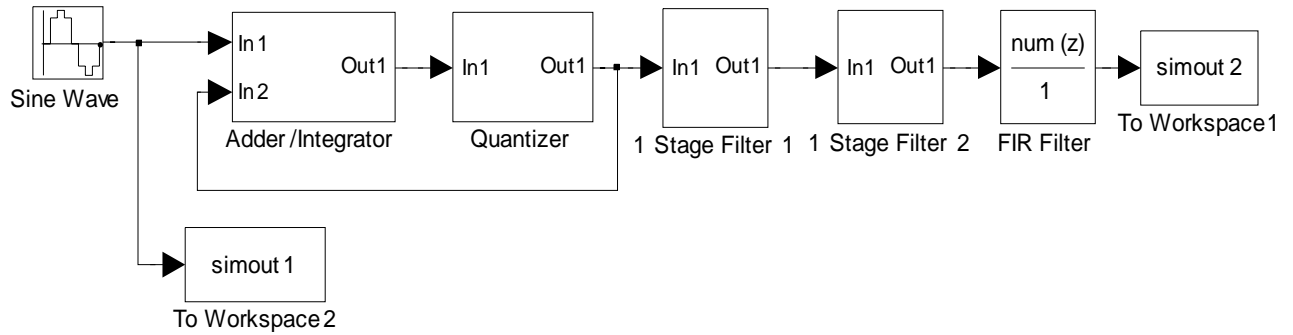 Sine Wave
In1
In2
Out1
Adder /Integrator
In1
Out1
Quantizer
In1
Out1
1 Stage Filter 1
In1
Out1
1 Stage Filter 2
num (z)
1
FIR Filter
simout 2
To Workspace1
simout 1
To Workspace2